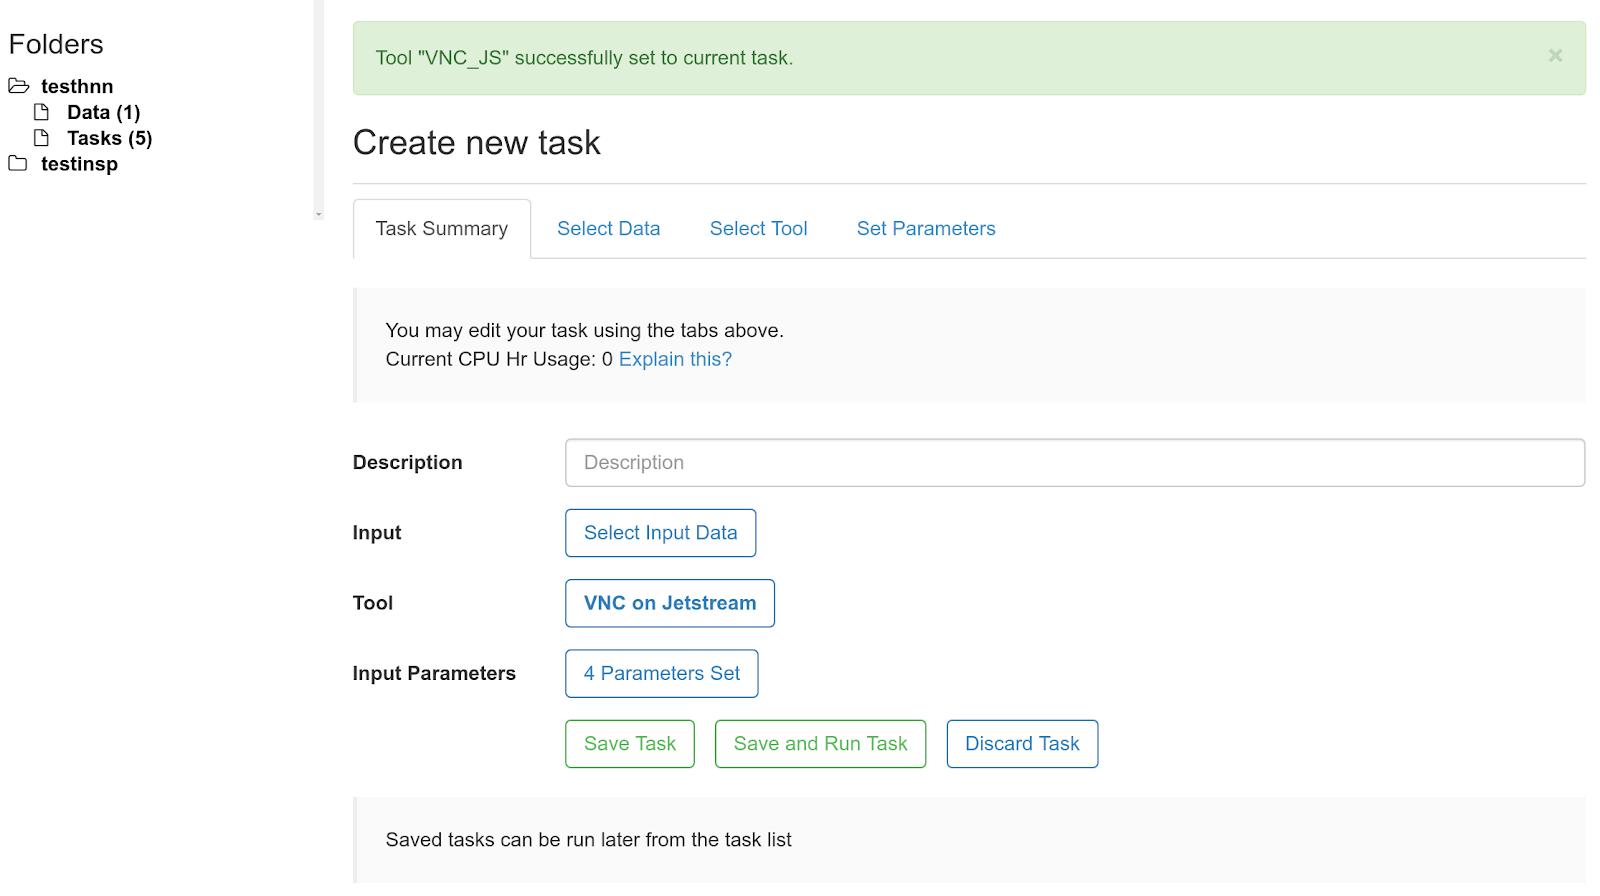 Folders
testhnn
Data (1)
Tasks (5)
testinsp
Tool "VNC_JS" successfully set to current task.
×
Create new task
Task Summary
Select Data
Select Tool
Set Parameters
You may edit your task using the tabs above.
Current CPU Hr Usage: 0 Explain this?
Description
Description
Input
Select Input Data
Tool
VNC on Jetstream
Input Parameters
4 Parameters Set
Save Task
Save and Run Task
Discard Task
Saved tasks can be run later from the task list